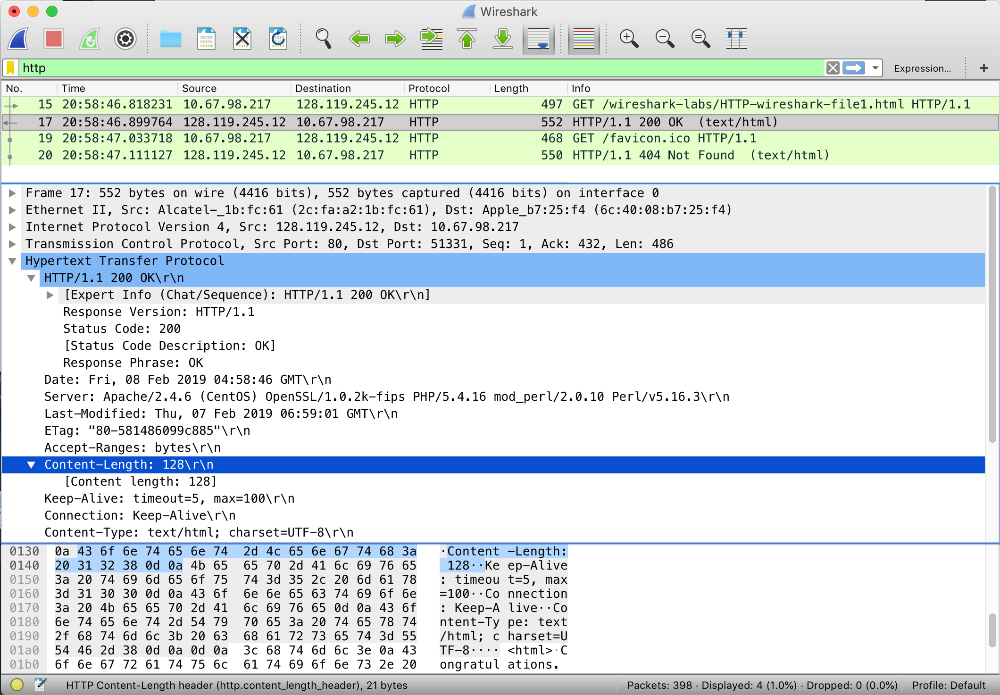 Wireshark
http
Expression...
+
No. Time Source Destination Protocol Length Info
15 20:58:46.818231 10.67.98.217 128.119.245.12 HTTP 497 GET /wireshark-labs/HTTP-wireshark-file1.html HTTP/1.1
17 20:58:46.899764 128.119.245.12 10.67.98.217 HTTP 552 HTTP/1.1 200 OK (text/html)
19 20:58:47.033718 10.67.98.217 128.119.245.12 HTTP 468 GET /favicon.ico HTTP/1.1
20 20:58:47.111127 128.119.245.12 10.67.98.217 HTTP 550 HTTP/1.1 404 Not Found (text/html)
Frame 17: 552 bytes on wire (4416 bits), 552 bytes captured (4416 bits) on interface 0
Ethernet II, Src: Alcatel-_1b:fc:61 (2c:fa:a2:1b:fc:61), Dst: Apple_b7:25:f4 (6c:40:08:b7:25:f4)
Internet Protocol Version 4, Src: 128.119.245.12, Dst: 10.67.98.217
Transmission Control Protocol, Src Port: 80, Dst Port: 51331, Seq: 1, Ack: 432, Len: 486
Hypertext Transfer Protocol
HTTP/1.1 200 OK\r\n
[Expert Info (Chat/Sequence): HTTP/1.1 200 OK\r\n]
Response Version: HTTP/1.1
Status Code: 200
[Status Code Description: OK]
Response Phrase: OK
Date: Fri, 08 Feb 2019 04:58:46 GMT\r\n
Server: Apache/2.4.6 (CentOS) OpenSSL/1.0.2k-fips PHP/5.4.16 mod_perl/2.0.10 Perl/v5.16.3\r\n
Last-Modified: Thu, 07 Feb 2019 06:59:01 GMT\r\n
ETag: "80-581486099c885"\r\n
Accept-Ranges: bytes\r\n
Content-Length: 128\r\n
[Content length: 128]
Keep-Alive: timeout=5, max=100\r\n
Connection: Keep-Alive\r\n
Content-Type: text/html; charset=UTF-8\r\n
0130 0a 43 6f 6e 74 65 6e 74 2d 4c 65 6e 67 74 68 3a ·Content -Length:
0140 20 31 32 38 0d 0a 4b 65 65 70 2d 41 6c 69 76 65 128··Ke ep-Alive
0150 3a 20 74 69 6d 65 6f 75 74 3d 35 2c 20 6d 61 78 : timeou t=5, max
0160 3d 31 30 30 0d 0a 43 6f 6e 6e 65 63 74 69 6f 6e =100··Co nnection
0170 3a 20 4b 65 65 70 2d 41 6c 69 76 65 0d 0a 43 6f : Keep-A live··Co
0180 6e 74 65 6e 74 2d 54 79 70 65 3a 20 74 65 78 74 ntent-Ty pe: text
0190 2f 68 74 6d 6c 3b 20 63 68 61 72 73 65 74 3d 55 /html; c harset=U
01a0 54 46 2d 38 0d 0a 0d 0a 3c 68 74 6d 6c 3e 0a 43 TF-8···· <html>·C
01b0 6f 6e 67 72 61 74 75 6c 61 74 69 6f 6e 73 2e 20 ongratul ations.
HTTP Content-Length header (http.content_length_header), 21 bytes
Packets: 398 · Displayed: 4 (1.0%) · Dropped: 0 (0.0%)
Profile: Default